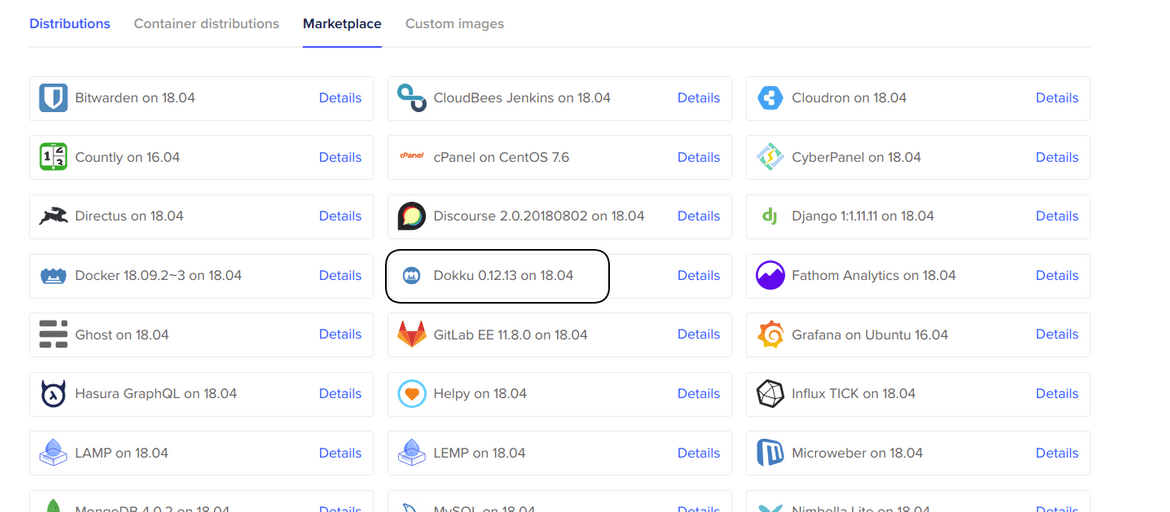 Distributions Container distributions Marketplace Custom images
Bitwarden on 18.04 Details CloudBees Jenkins on 18.04 Details Cloudron on 18.04 Details
1 2 3 Countly on 16.04 Details cPanel cPanel on CentOS 7.6 Details CyberPanel on 18.04 Details
Directus on 18.04 Details Discourse 2.0.20180802 on 18.04 Details dj Django 1:1.11.11 on 18.04 Details
Docker 18.09.2~3 on 18.04 Details Dokku 0.12.13 on 18.04 Details Fathom Analytics on 18.04 Details
Ghost on 18.04 Details GitLab EE 11.8.0 on 18.04 Details Grafana on Ubuntu 16.04 Details
Hasura GraphQL on 18.04 Details Helpy on 18.04 Details Influx TICK on 18.04 Details
LAMP on 18.04 Details LEMP on 18.04 Details Microweber on 18.04 Details
MongoDB 4.0.2 on 18.04 Details MySQL on 18.04 Details Nimbella Lite on 18.04 Details